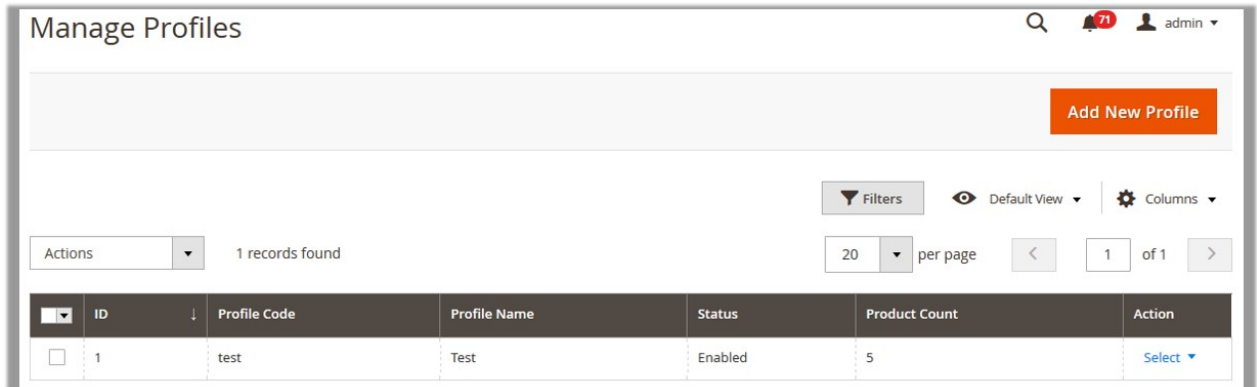 Manage Profiles
71 admin
Add New Profile
Filters Default View Columns
Actions 1 records found 20 per page 1 of 1
ID Profile Code Profile Name Status Product Count Action
1 test Test Enabled 5 Select